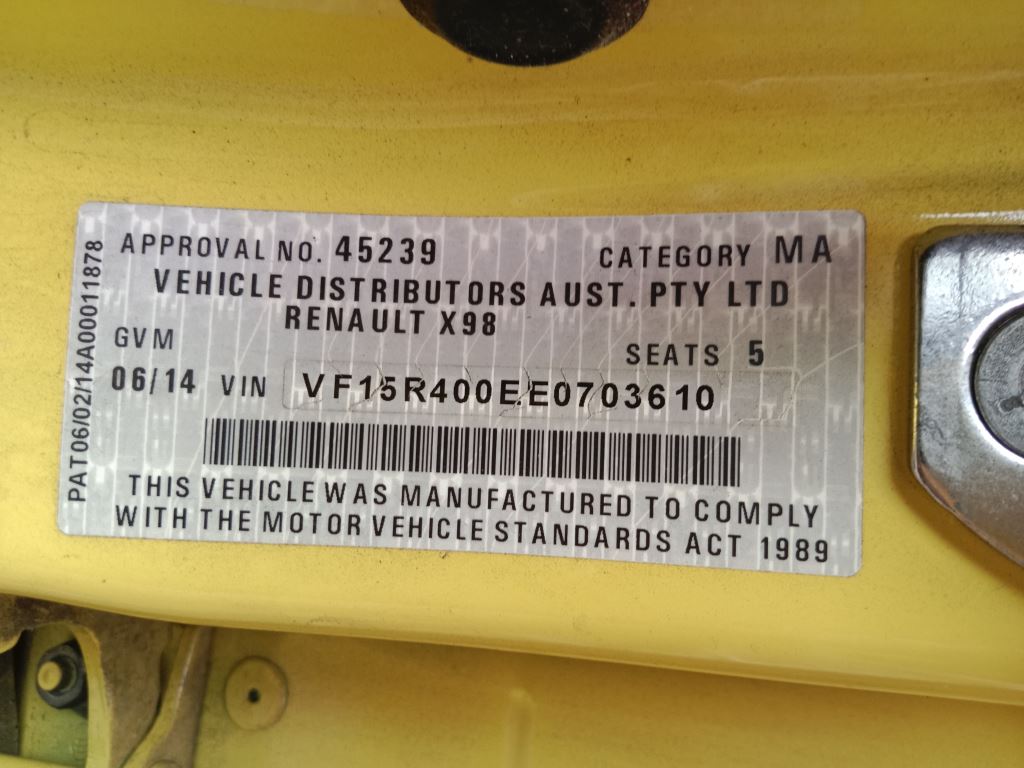 APPROVAL NO. 45239 CATEGORY MA
VEHICLE DISTRIBUTORS AUST. PTY LTD
RENAULT X98
GVM SEATS 5
06/14 VIN VF15R400EE0703610
THIS VEHICLE WAS MANUFACTURED TO COMPLY
WITH THE MOTOR VEHICLE STANDARDS ACT 1989
PAT06/02/14A00011878